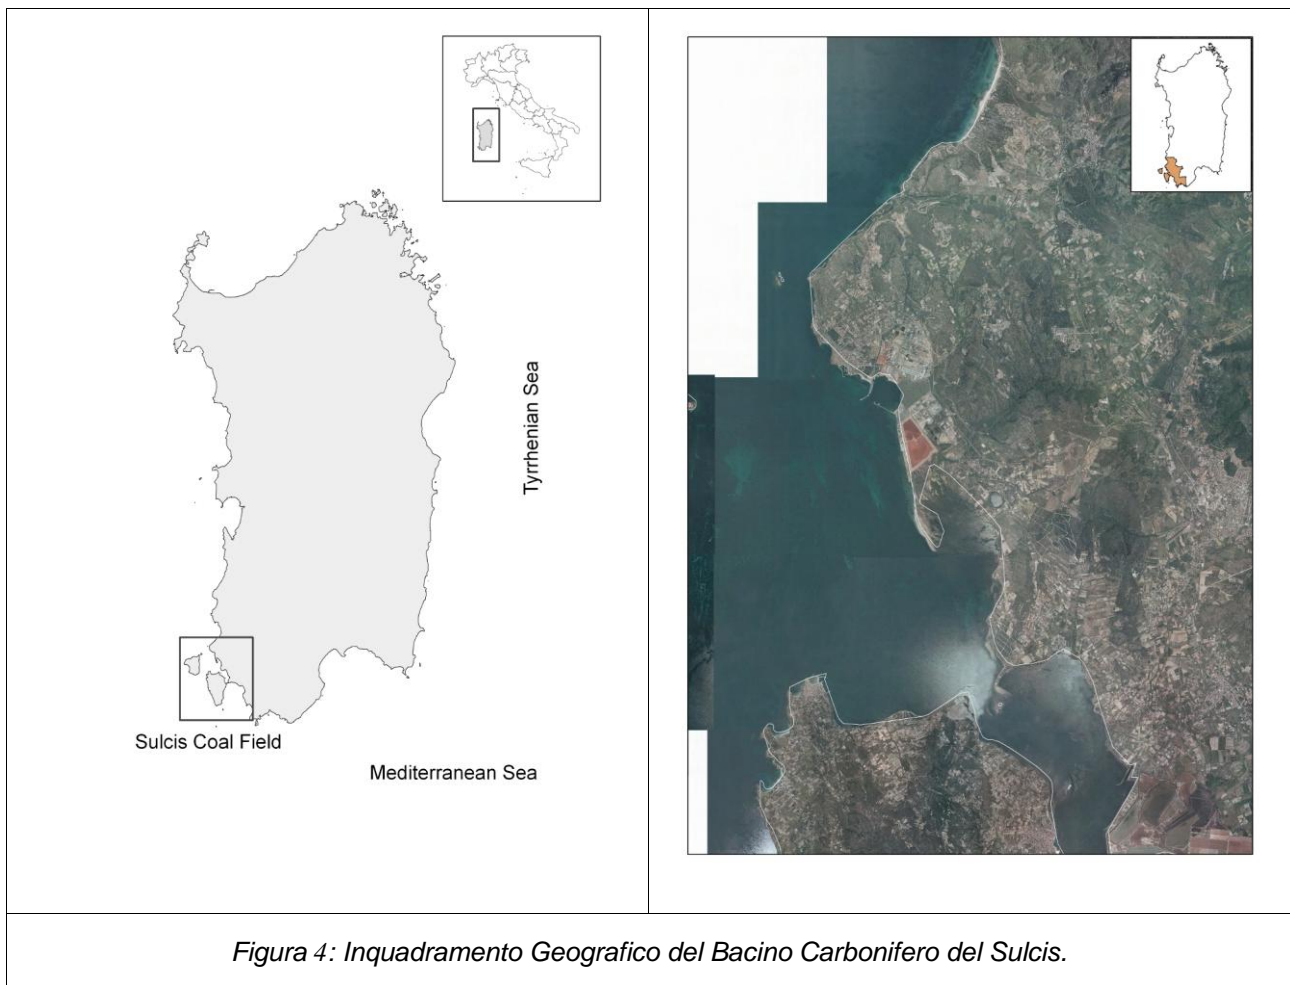 Tyrrhenian Sea
Sulcis Coal Field
Mediterranean Sea
Figura 4: Inquadramento Geografico del Bacino Carbonifero del Sulcis.